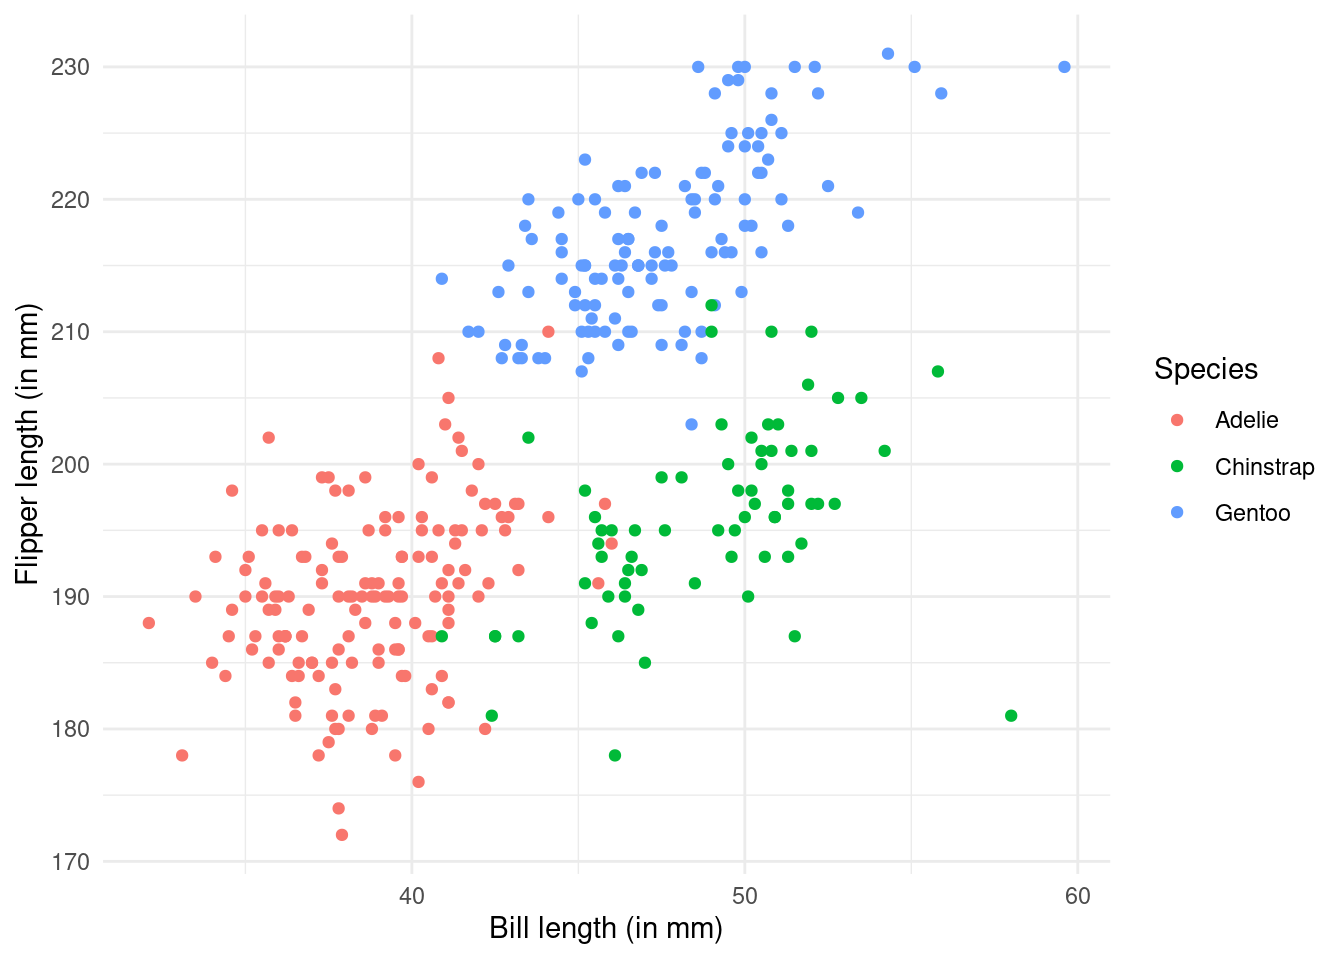 230
220
210
200
190
180
170
40
50
60
Bill length (in mm)
Flipper length (in mm)
Species
Adelie
Chinstrap
Gentoo